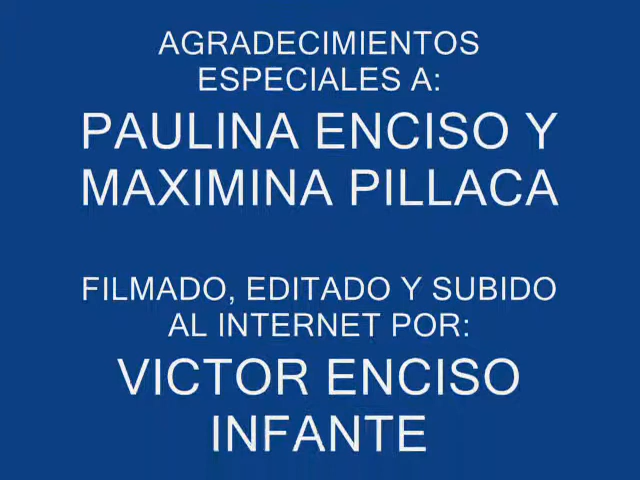 AGRADECIMIENTOS
ESPECIALES A:
PAULINA ENCISO Y
MAXIMINA PILLACA
FILMADO, EDITADO Y SUBIDO
AL INTERNET POR:
VICTOR ENCISO
INFANTE